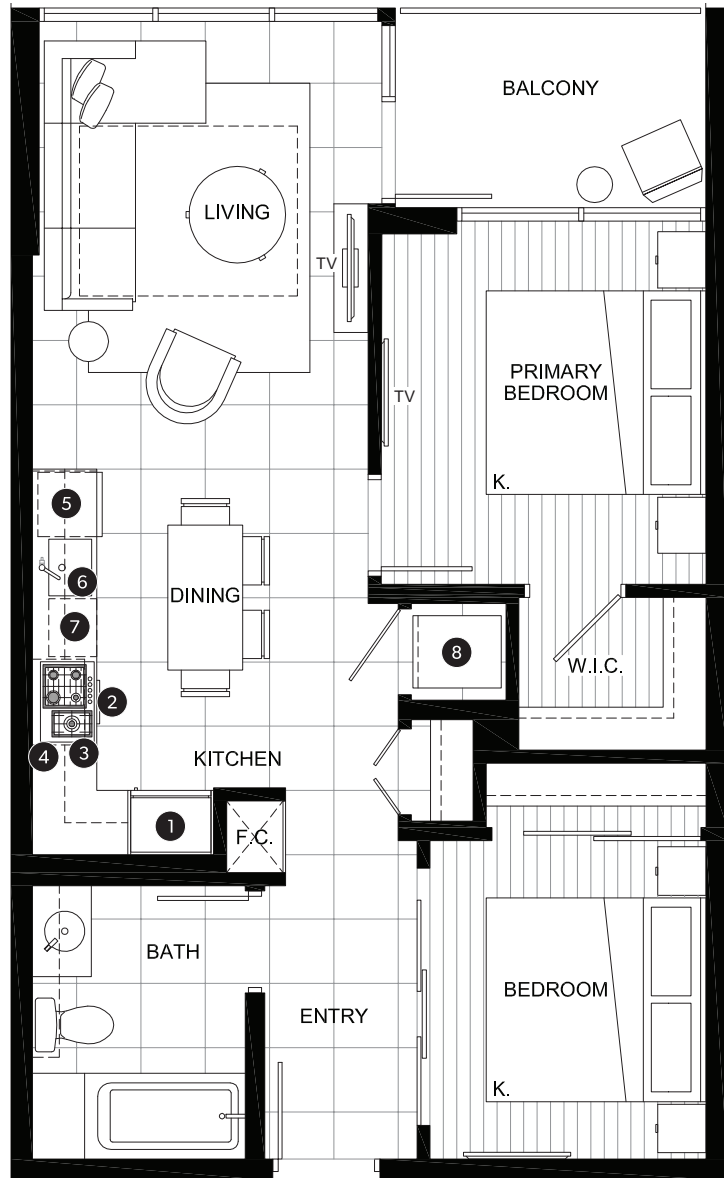 BALCONY
LIVING
TV
PRIMARY
BEDROOM
TV
K.
5
6
DINING
7
8
W.I.C.
2
4 3
KITCHEN
1
F.C.
BATH
BEDROOM
ENTRY
K.